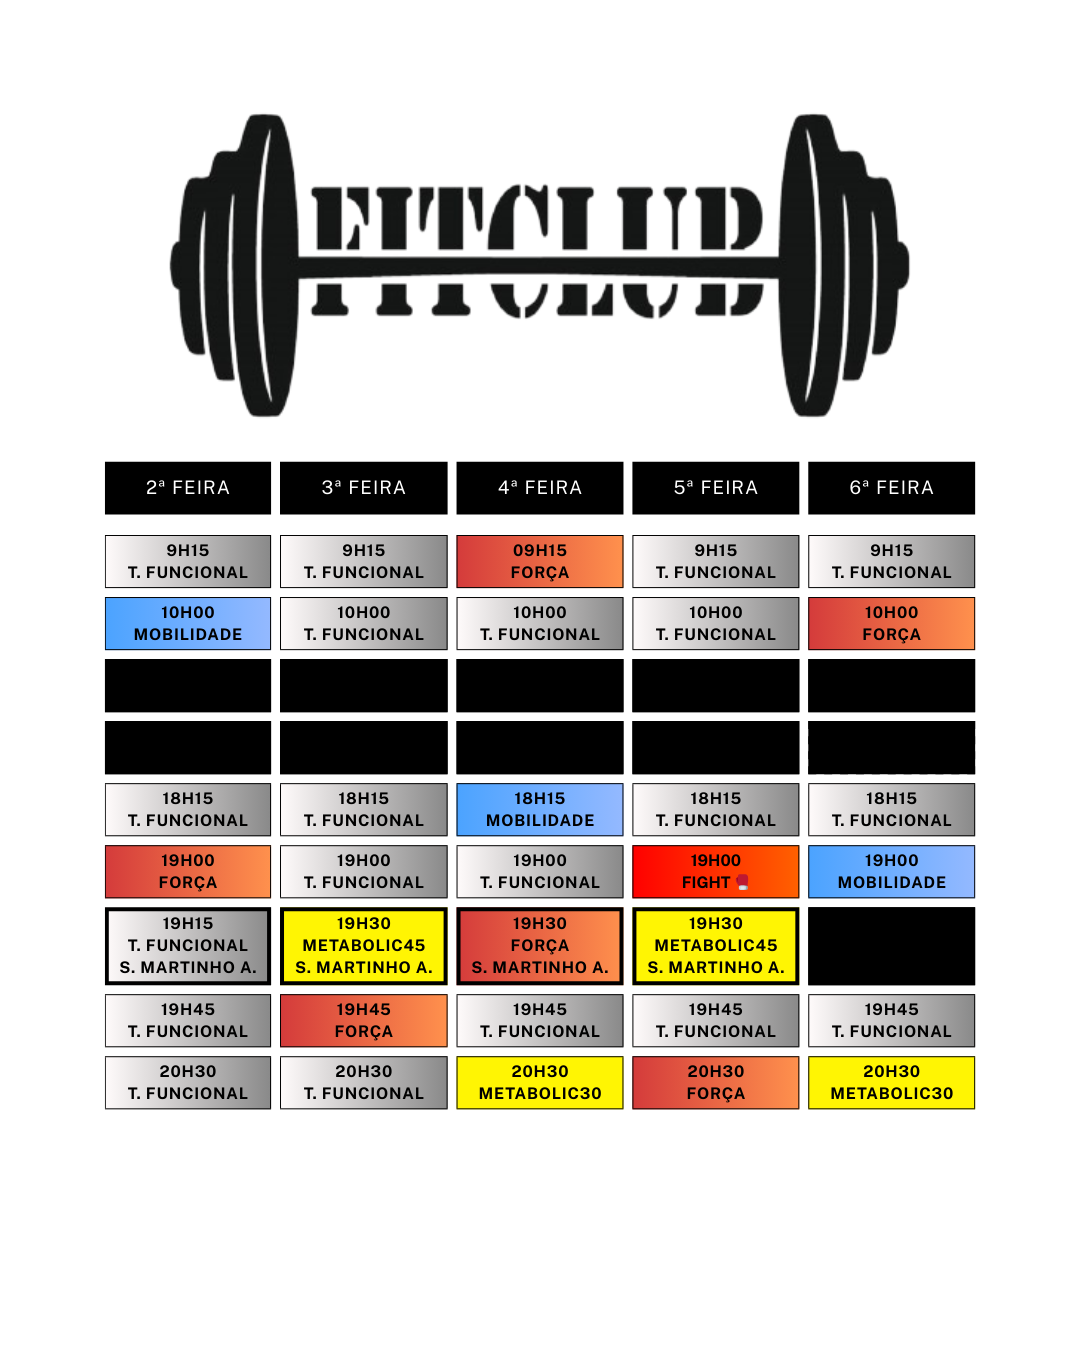 FITCLUB
2ª FEIRA 3ª FEIRA 4ª FEIRA 5ª FEIRA 6ª FEIRA
9H15 9H15 09H15 9H15 9H15
T. FUNCIONAL T. FUNCIONAL FORÇA T. FUNCIONAL T. FUNCIONAL
10H00 10H00 10H00 10H00 10H00
MOBILIDADE T. FUNCIONAL T. FUNCIONAL T. FUNCIONAL FORÇA
18H15 18H15 18H15 18H15 18H15
T. FUNCIONAL T. FUNCIONAL MOBILIDADE T. FUNCIONAL T. FUNCIONAL
19H00 19H00 19H00 19H00 19H00
FORÇA T. FUNCIONAL T. FUNCIONAL FIGHT 🥊 MOBILIDADE
19H15 19H30 19H30 19H30
T. FUNCIONAL METABOLIC45 FORÇA METABOLIC45
S. MARTINHO A. S. MARTINHO A. S. MARTINHO A. S. MARTINHO A.
19H45 19H45 19H45 19H45 19H45
T. FUNCIONAL FORÇA T. FUNCIONAL T. FUNCIONAL T. FUNCIONAL
20H30 20H30 20H30 20H30 20H30
T. FUNCIONAL T. FUNCIONAL METABOLIC30 FORÇA METABOLIC30